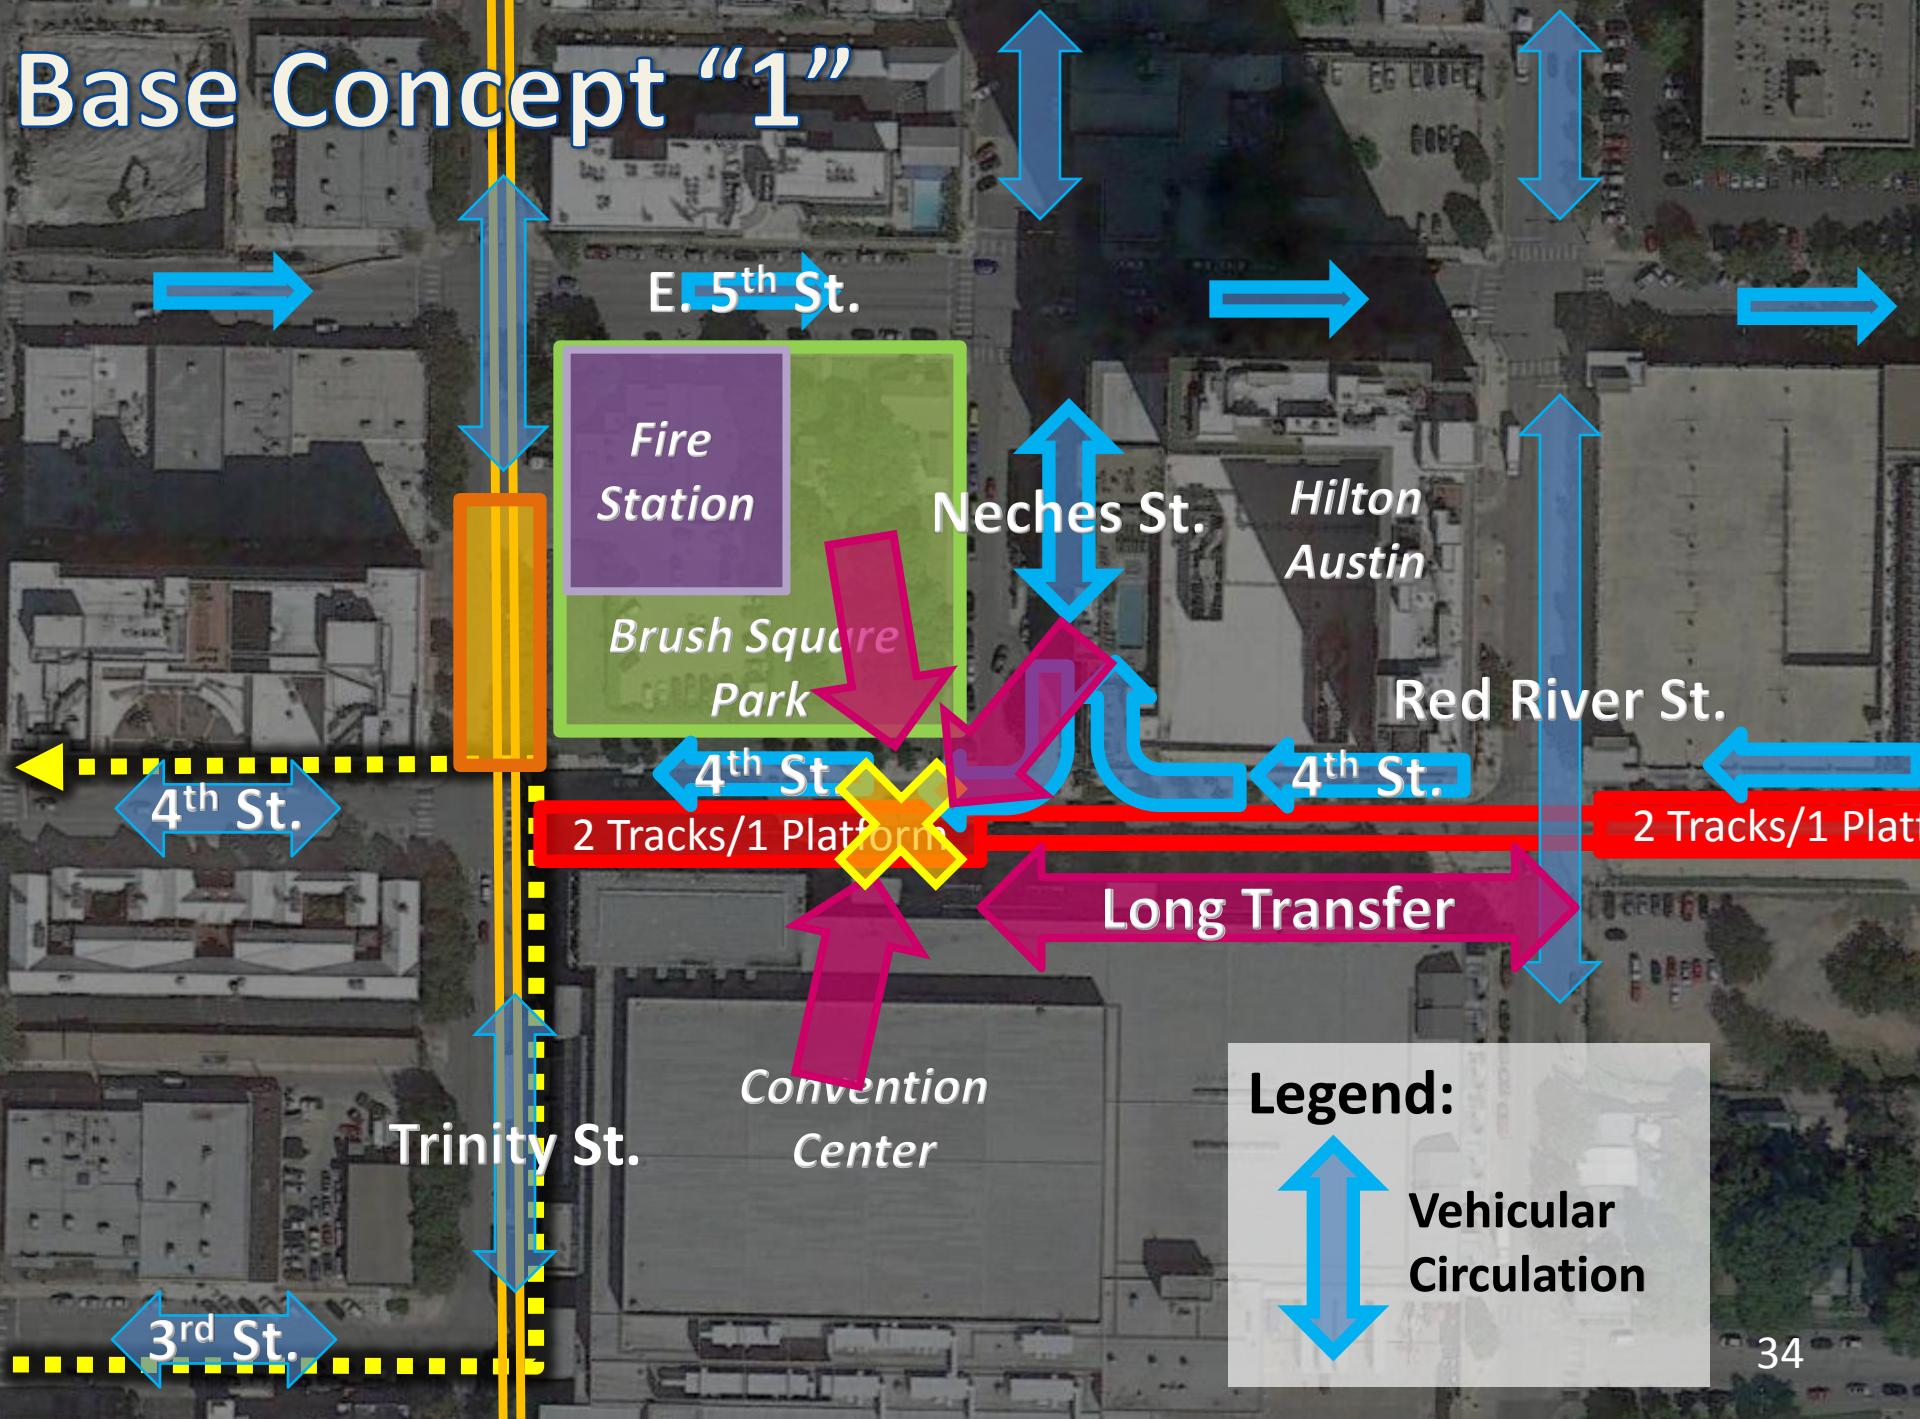 Base Concept “1”
E. 5th St.
Fire
Station
Neches St.
Hilton
Austin
Brush Square
Park
Red River St.
4th St.
4th St.
4th St.
2 Tracks/1 Platform
2 Tracks/1 Platf
Long Transfer
Convention
Center
Trinity St.
Legend:
Vehicular
Circulation
3rd St.
34